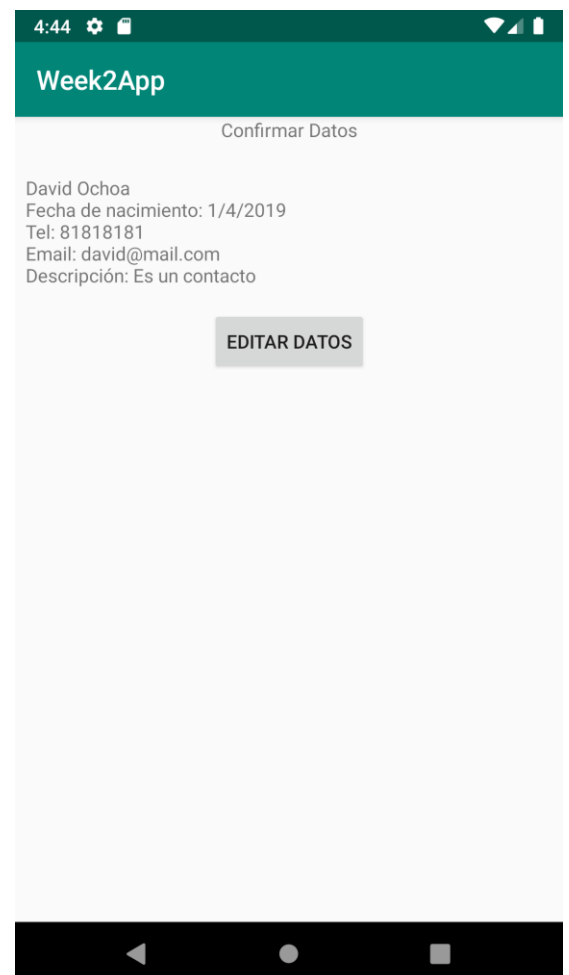 4:44
Week2App
Confirmar Datos
David Ochoa
Fecha de nacimiento: 1/4/2019
Tel: 81818181
Email: david@mail.com
Descripción: Es un contacto
EDITAR DATOS